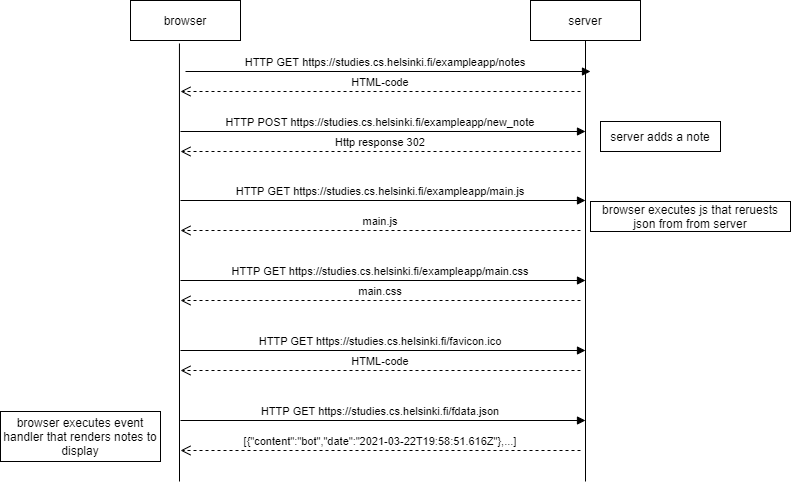 browser
server
HTTP GET https://studies.cs.helsinki.fi/exampleapp/notes
HTML-code
HTTP POST https://studies.cs.helsinki.fi/exampleapp/new_note
server adds a note
Http response 302
HTTP GET https://studies.cs.helsinki.fi/exampleapp/main.js
browser executes js that reruests
json from from server
main.js
HTTP GET https://studies.cs.helsinki.fi/exampleapp/main.css
main.css
HTTP GET https://studies.cs.helsinki.fi/favicon.ico
HTML-code
HTTP GET https://studies.cs.helsinki.fi/fdata.json
browser executes event
handler that renders notes to
display
[{"content":"bot","date":"2021-03-22T19:58:51.616Z"},...]